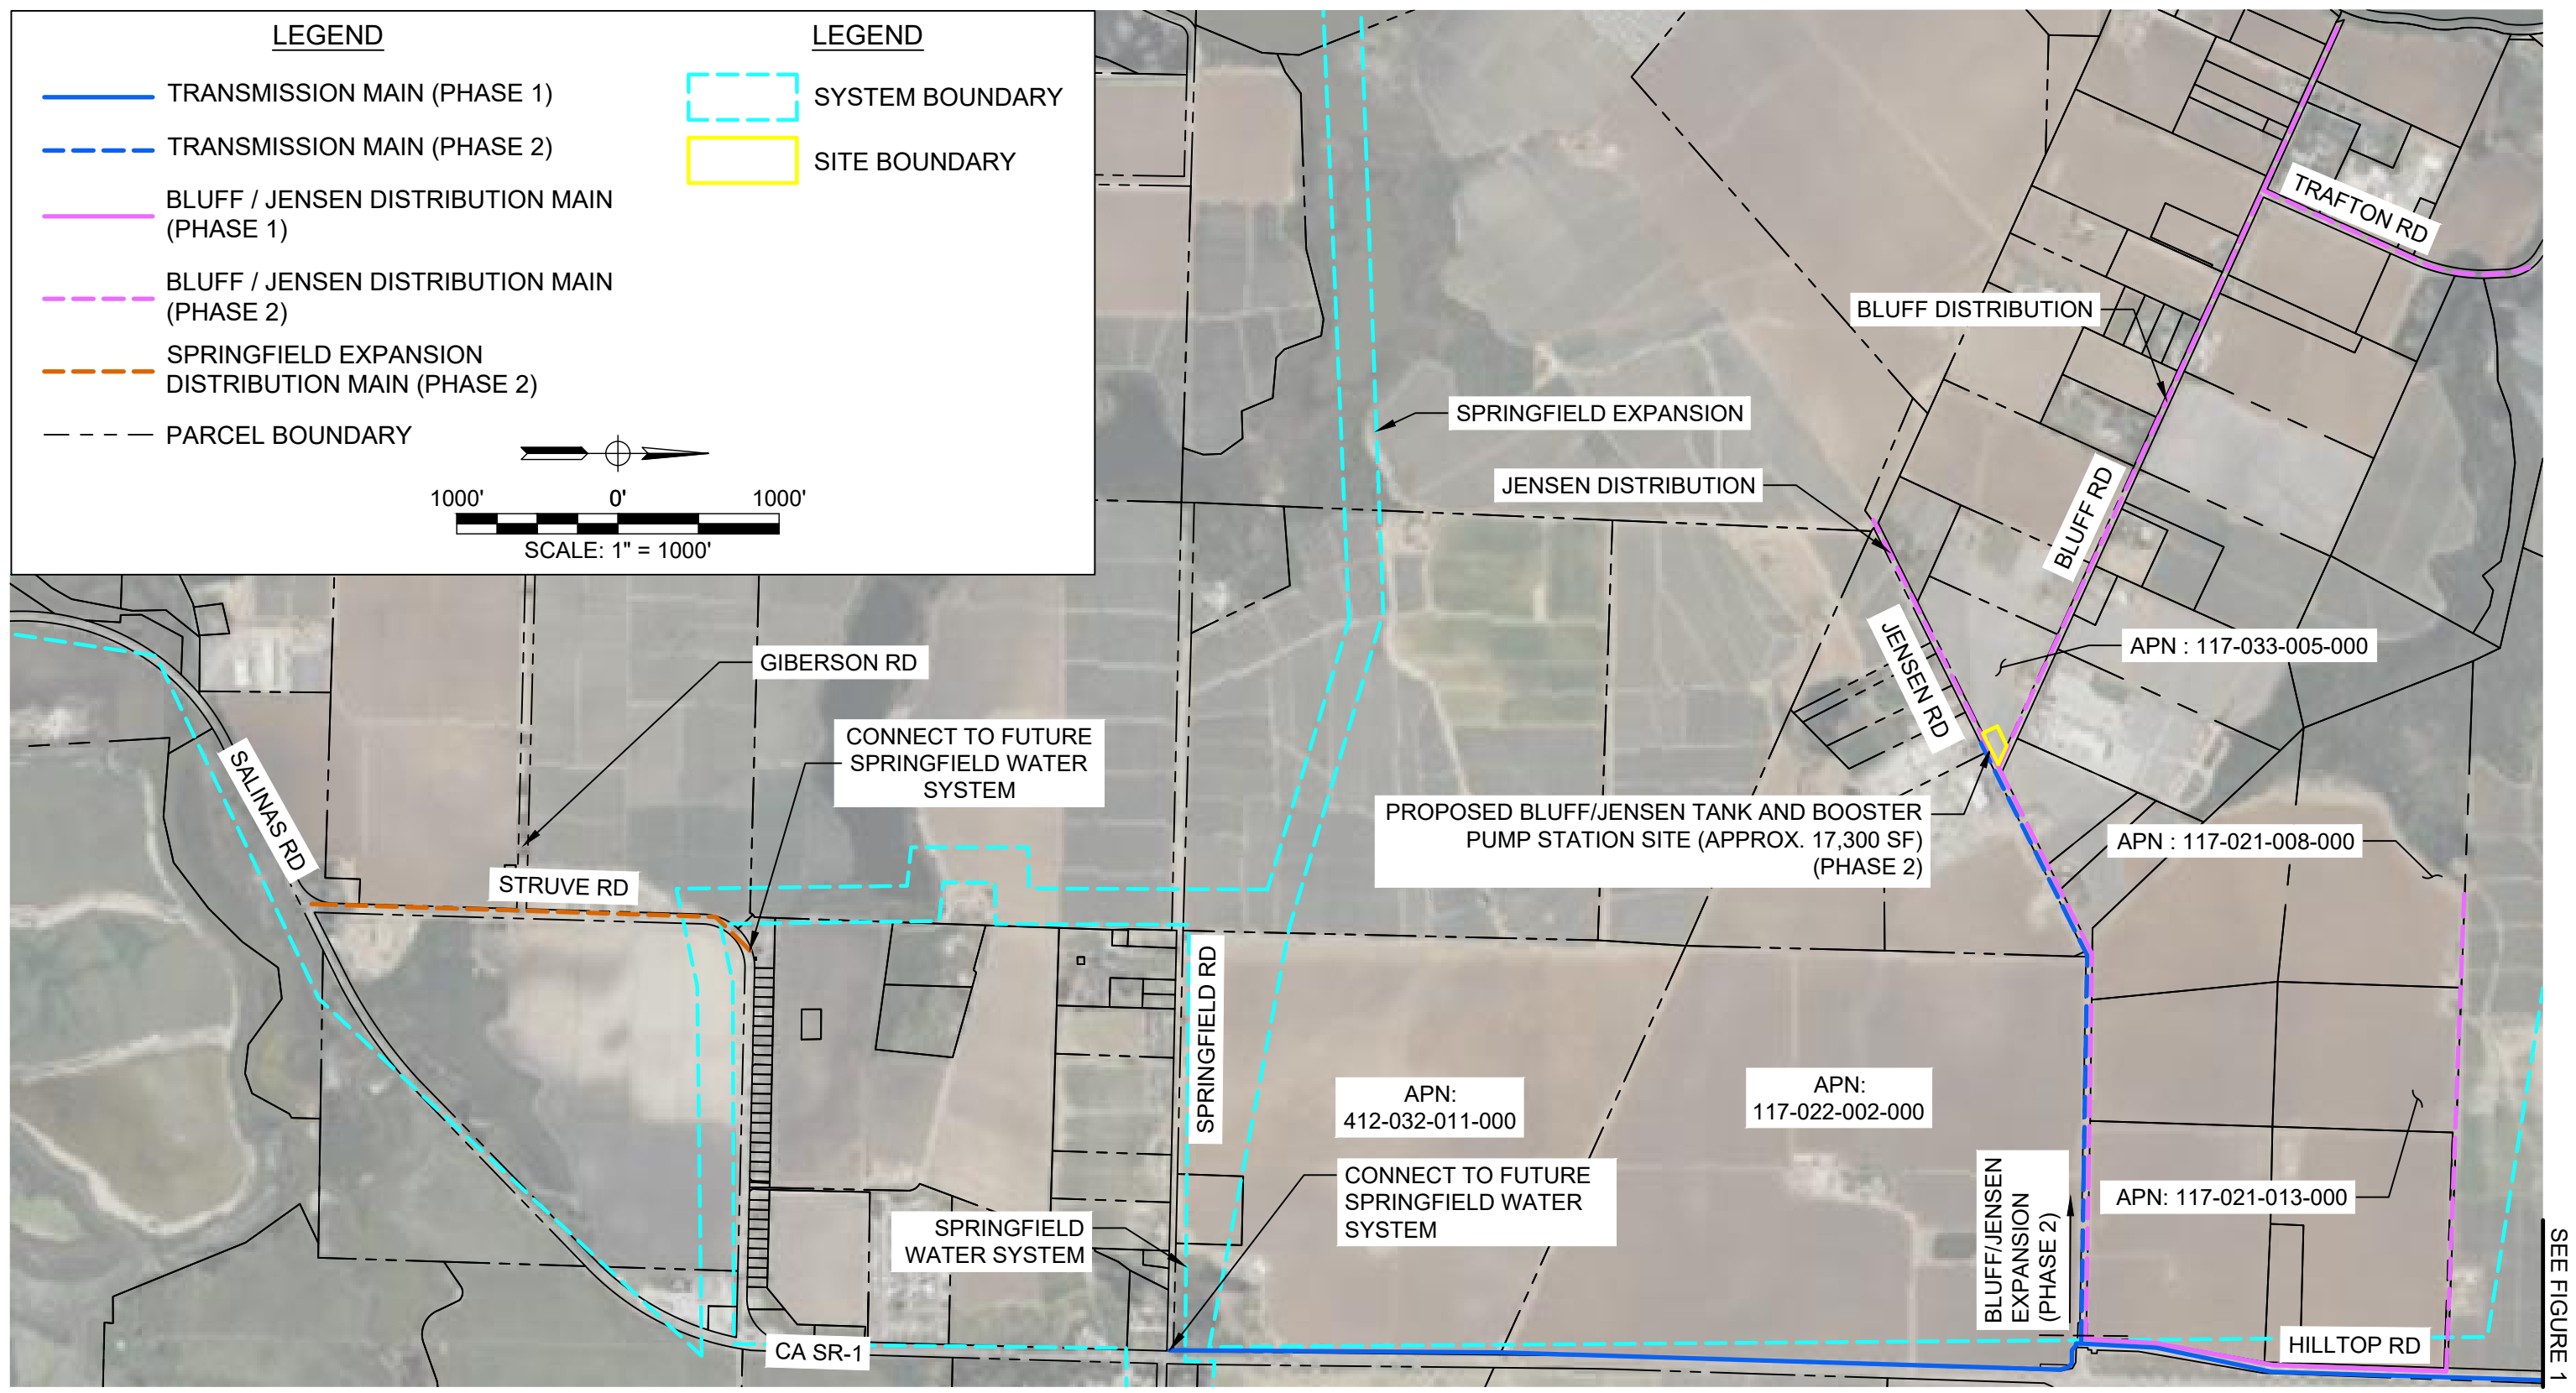 LEGEND
TRANSMISSION MAIN (PHASE 1)
TRANSMISSION MAIN (PHASE 2)
BLUFF / JENSEN DISTRIBUTION MAIN
(PHASE 1)
BLUFF / JENSEN DISTRIBUTION MAIN
(PHASE 2)
SPRINGFIELD EXPANSION
DISTRIBUTION MAIN (PHASE 2)
PARCEL BOUNDARY
LEGEND
SYSTEM BOUNDARY
SITE BOUNDARY
1000' 0' 1000'
SCALE: 1" = 1000'
TRAFTON RD
BLUFF DISTRIBUTION
SPRINGFIELD EXPANSION
JENSEN DISTRIBUTION
BLUFF RD
JENSEN RD
APN : 117-033-005-000
GIBERSON RD
CONNECT TO FUTURE
SPRINGFIELD WATER
SYSTEM
SALINAS RD
STRUVE RD
PROPOSED BLUFF/JENSEN TANK AND BOOSTER
PUMP STATION SITE (APPROX. 17,300 SF)
(PHASE 2)
APN : 117-021-008-000
SPRINGFIELD RD
APN:
412-032-011-000
APN:
117-022-002-000
CONNECT TO FUTURE
SPRINGFIELD WATER
SYSTEM
SPRINGFIELD
WATER SYSTEM
BLUFF/JENSEN
EXPANSION
(PHASE 2)
APN: 117-021-013-000
CA SR-1
HILLTOP RD
SEE FIGURE 1